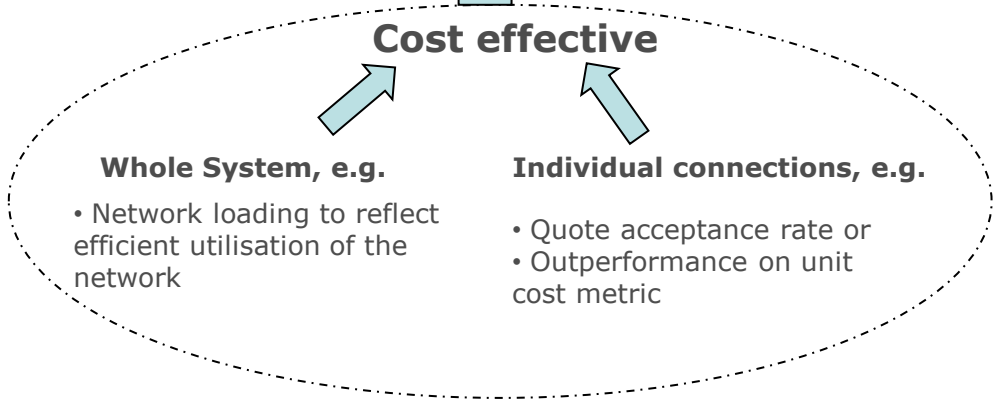 Cost effective
Whole System, e.g.
• Network loading to reflect
efficient utilisation of the
network
Individual connections, e.g.
• Quote acceptance rate or
• Outperformance on unit
cost metric